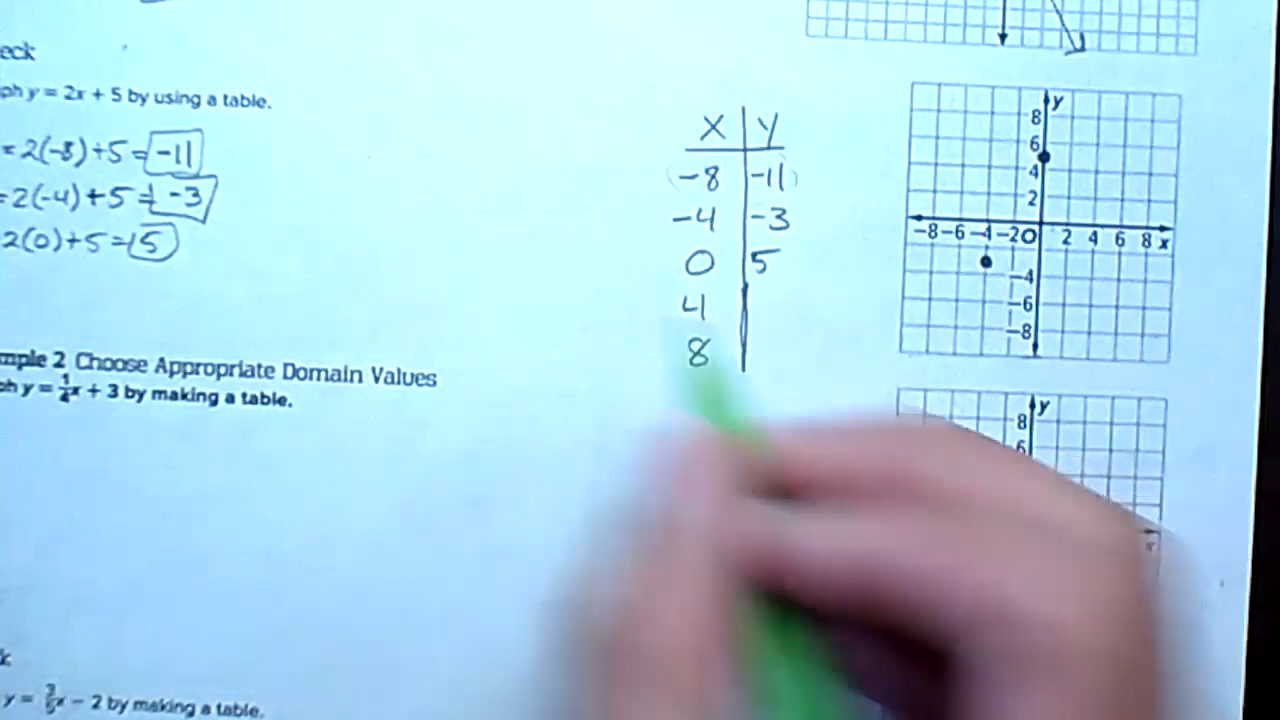 eck
ph y = 2x + 5 by using a table.
= 2(-8)+5 = -11
= 2(-4)+5 = -3
2(0)+5 = 5
X Y
-8 -11
-4 -3
0 5
4
8
y
8
6
4
2
-8 -6 -4 -2 O 2 4 6 8 x
-4
-6
-8
mple 2 Choose Appropriate Domain Values
ph y = 1/4x + 3 by making a table.
y
8
6
k
y = x - 2 by making a table.